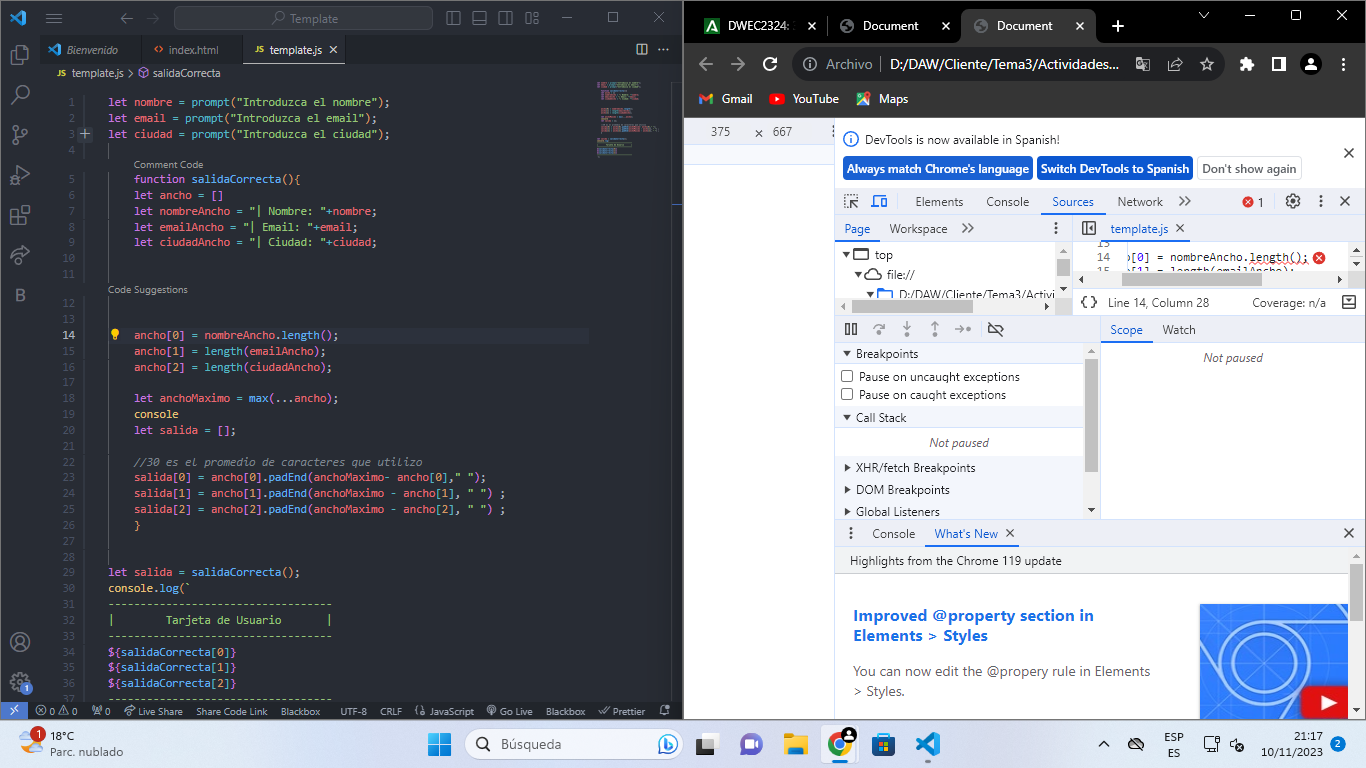 Template
Bienvenido
index.html
JS template.js
JS template.js > salidaCorrecta
1 let nombre = prompt("Introduzca el nombre");
2 let email = prompt("Introduzca el email");
3 let ciudad = prompt("Introduzca el ciudad");
4
Comment Code
5 function salidaCorrecta(){
6 let ancho = []
7 let nombreAncho = "| Nombre: "+nombre;
8 let emailAncho = "| Email: "+email;
9 let ciudadAncho = "| Ciudad: "+ciudad;
10
11
Code Suggestions
12
13
14 ancho[0] = nombreAncho.length();
15 ancho[1] = length(emailAncho);
16 ancho[2] = length(ciudadAncho);
17
18 let anchoMaximo = max(...ancho);
19 console
20 let salida = [];
21
22 //30 es el promedio de caracteres que utilizo
23 salida[0] = ancho[0].padEnd(anchoMaximo- ancho[0]," ");
24 salida[1] = ancho[1].padEnd(anchoMaximo - ancho[1], " ") ;
25 salida[2] = ancho[2].padEnd(anchoMaximo - ancho[2], " ") ;
26 }
27
28
29 let salida = salidaCorrecta();
30 console.log(`
31 -----------------------------------
32 | Tarjeta de Usuario |
33 -----------------------------------
34 ${salidaCorrecta[0]}
35 ${salidaCorrecta[1]}
36 ${salidaCorrecta[2]}
37 -----------------------------------
B
1
0 0 0 Live Share Share Code Link Blackbox UTF-8 CRLF {} JavaScript Go Live Blackbox Prettier
DWEC2324:
Document
Document
Archivo | D:/DAW/Cliente/Tema3/Actividades...
Gmail YouTube Maps
375 × 667
DevTools is now available in Spanish!
Always match Chrome's language
Switch DevTools to Spanish
Don't show again
Elements Console Sources Network 1
Page Workspace
template.js
top
file://
D:/DAW/Cliente/Tema3/Activi
13
14 o[0] = nombreAncho.length();
15 o[1] = length(emailAncho);
{} Line 14, Column 28 Coverage: n/a
Breakpoints
Pause on uncaught exceptions
Pause on caught exceptions
Call Stack
Not paused
XHR/fetch Breakpoints
DOM Breakpoints
Global Listeners
Scope Watch
Not paused
Console What's New
Highlights from the Chrome 119 update
Improved @property section in
Elements > Styles
You can now edit the @propery rule in Elements
> Styles.
1
18°C
Parc. nublado
Búsqueda
ESP
ES
21:17
10/11/2023
2